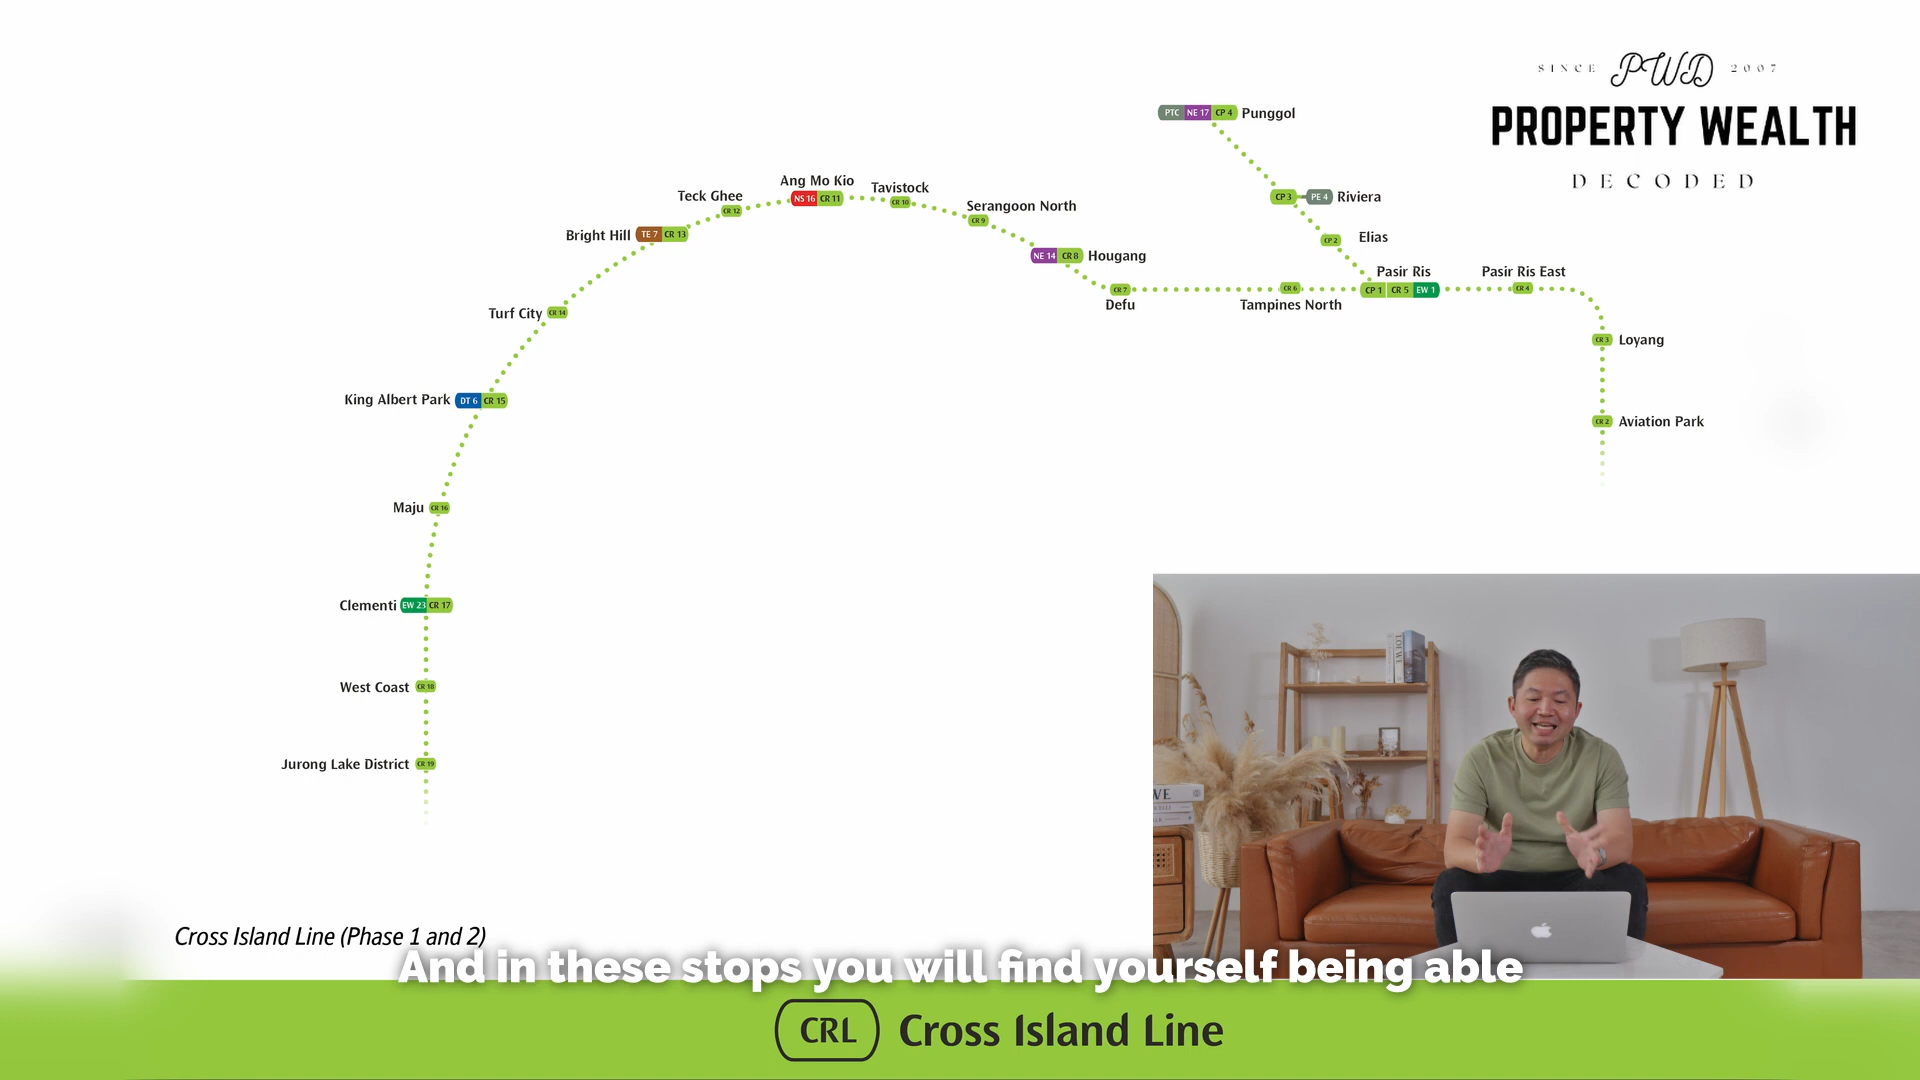 SINCE PWD 2007
PROPERTY WEALTH
DECODED
PTC NE 17 CP 4 Punggol
CP 3 PE 4 Riviera
CP 2 Elias
Pasir Ris
CP 1 CR 5 EW 1
Pasir Ris East
CR 4
CR 3 Loyang
CR 2 Aviation Park
Tampines North
CR 6
Defu
CR 7
NE 14 CR 8 Hougang
Serangoon North
CR 9
Tavistock
CR 10
Ang Mo Kio
NS 16 CR 11
Teck Ghee
CR 12
Bright Hill TE 7 CR 13
Turf City CR 14
King Albert Park DT 6 CR 15
Maju CR 16
Clementi EW 23 CR 17
West Coast CR 18
Jurong Lake District CR 19
Cross Island Line (Phase 1 and 2)
And in these stops you will find yourself being able
CRL Cross Island Line